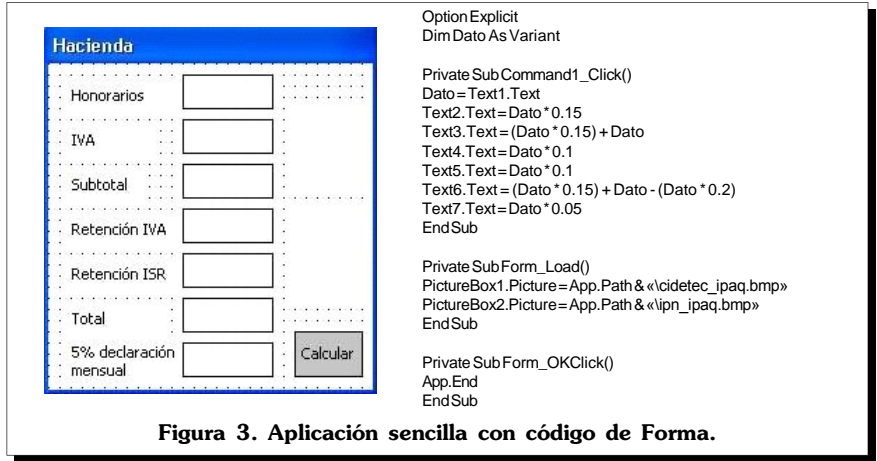 Hacienda
Honorarios
IVA
Subtotal
Retención IVA
Retención ISR
Total
5% declaración
mensual
Calcular
Option Explicit
Dim Dato As Variant
Private Sub Command1_Click()
Dato = Text1.Text
Text2.Text = Dato * 0.15
Text3.Text = (Dato * 0.15) + Dato
Text4.Text = Dato * 0.1
Text5.Text = Dato * 0.1
Text6.Text = (Dato * 0.15) + Dato - (Dato * 0.2)
Text7.Text = Dato * 0.05
End Sub
Private Sub Form_Load()
PictureBox1.Picture = App.Path & «\cidetec_ipaq.bmp»
PictureBox2.Picture = App.Path & «\ipn_ipaq.bmp»
End Sub
Private Sub Form_OKClick()
App.End
End Sub
Figura 3. Aplicación sencilla con código de Forma.